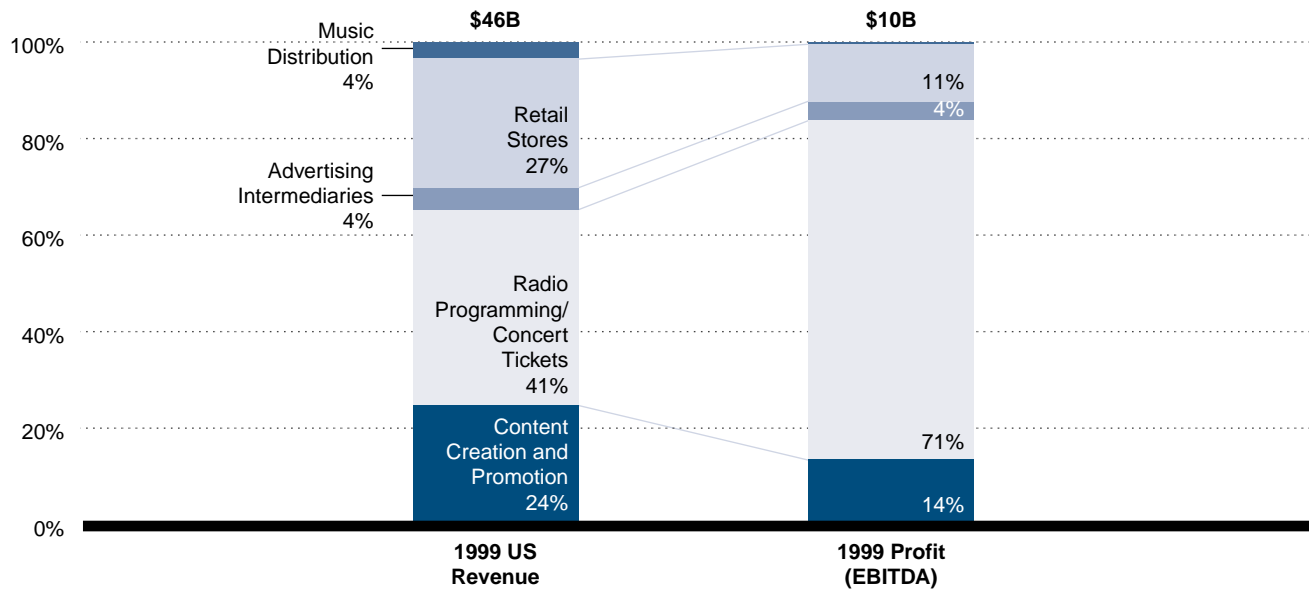 $46B
$10B
100%
80%
60%
40%
20%
0%
Music
Distribution
4%
Advertising
Intermediaries
4%
Retail
Stores
27%
Radio
Programming/
Concert
Tickets
41%
Content
Creation and
Promotion
24%
11%
4%
71%
14%
1999 US
Revenue
1999 Profit
(EBITDA)